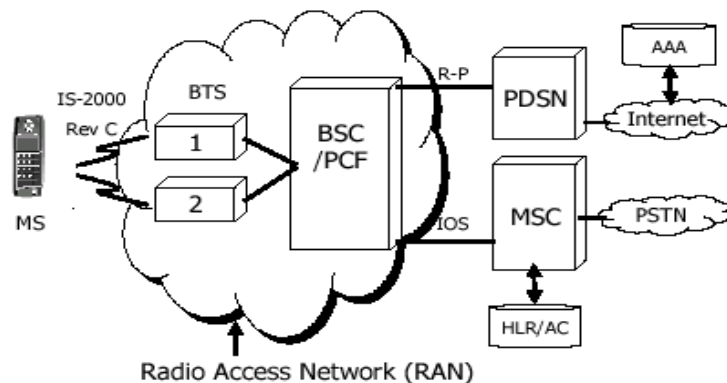 AAA
R-P
IS-2000
BTS
PDSN
Internet
Rev C
1
BSC
/PCF
2
MSC
PSTN
MS
IOS
HLR/AC
Radio Access Network (RAN)